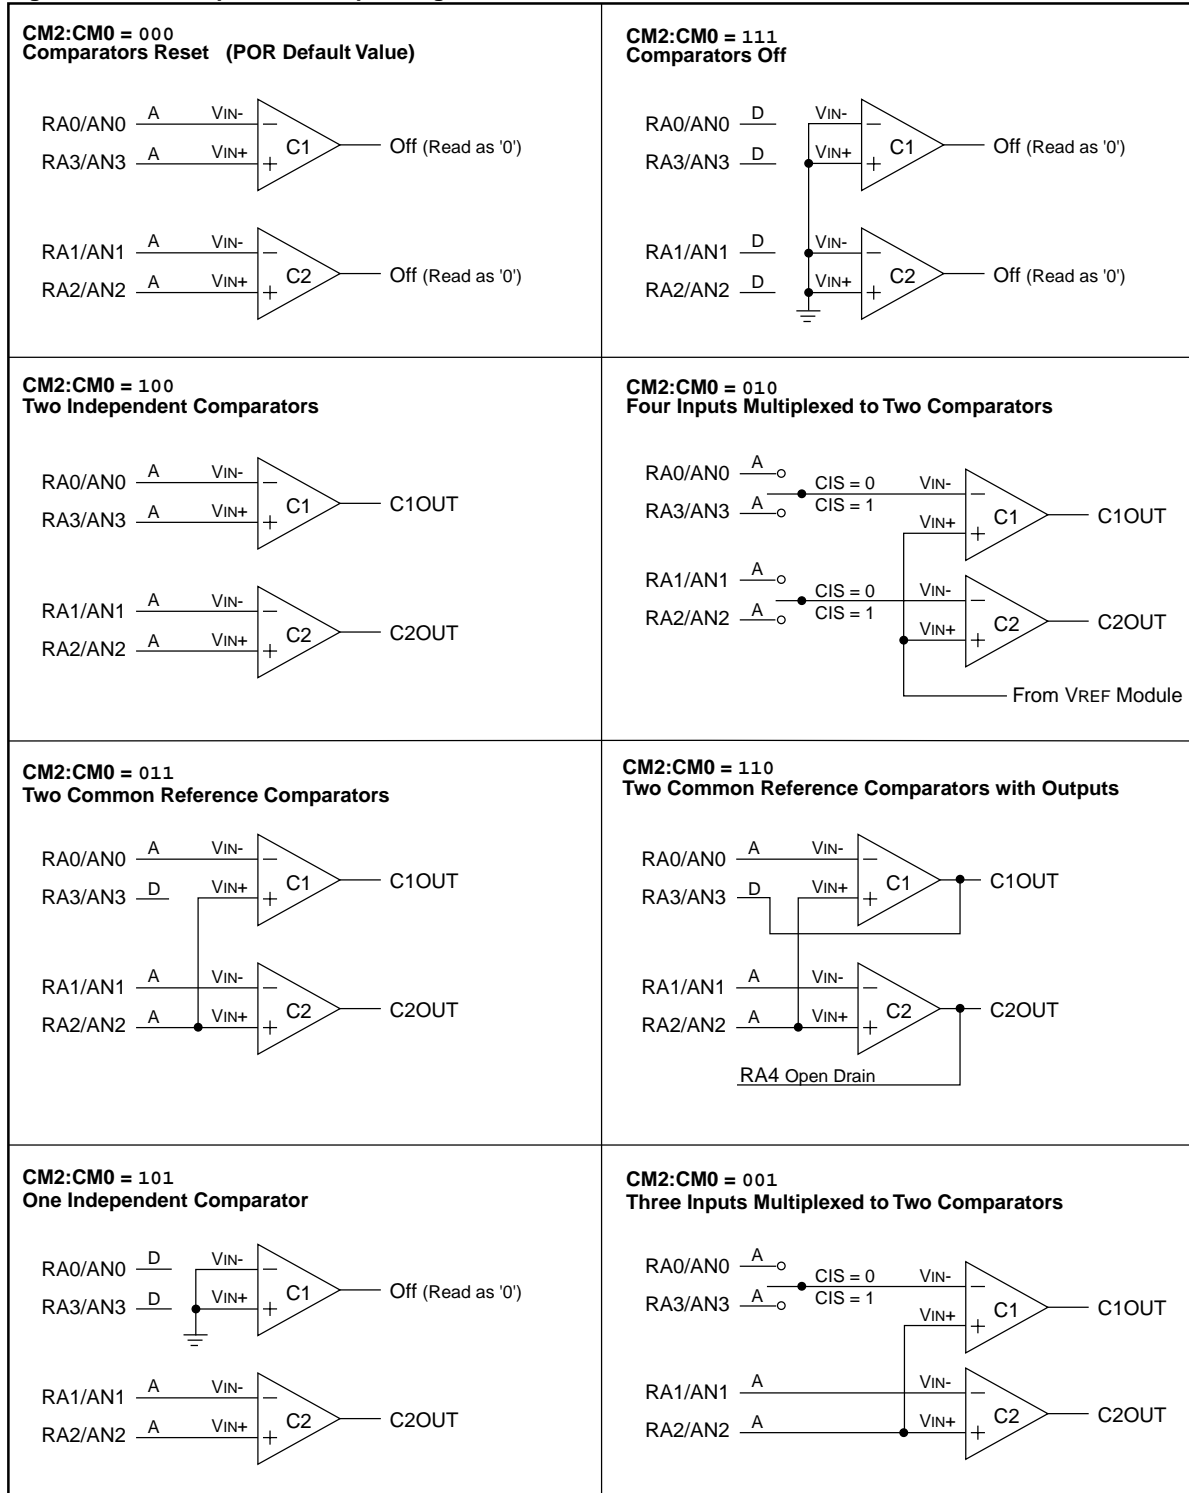 CM2:CM0 = 000
Comparators Reset (POR Default Value)
RA0/AN0 A VIN-
RA3/AN3 A VIN+
C1
Off (Read as '0')
RA1/AN1 A VIN-
RA2/AN2 A VIN+
C2
Off (Read as '0')
CM2:CM0 = 111
Comparators Off
RA0/AN0 D VIN-
RA3/AN3 D VIN+
C1
Off (Read as '0')
RA1/AN1 D VIN-
RA2/AN2 D VIN+
C2
Off (Read as '0')
CM2:CM0 = 100
Two Independent Comparators
RA0/AN0 A VIN-
RA3/AN3 A VIN+
C1
C1OUT
RA1/AN1 A VIN-
RA2/AN2 A VIN+
C2
C2OUT
CM2:CM0 = 010
Four Inputs Multiplexed to Two Comparators
RA0/AN0 A
CIS = 0 VIN-
RA3/AN3 A CIS = 1
VIN+
C1
C1OUT
RA1/AN1 A
CIS = 0 VIN-
RA2/AN2 A CIS = 1
VIN+
C2
C2OUT
From VREF Module
CM2:CM0 = 011
Two Common Reference Comparators
RA0/AN0 A VIN-
RA3/AN3 D VIN+
C1
C1OUT
RA1/AN1 A VIN-
RA2/AN2 A VIN+
C2
C2OUT
CM2:CM0 = 110
Two Common Reference Comparators with Outputs
RA0/AN0 A VIN-
RA3/AN3 D VIN+
C1
C1OUT
RA1/AN1 A VIN-
RA2/AN2 A VIN+
C2
C2OUT
RA4 Open Drain
CM2:CM0 = 101
One Independent Comparator
RA0/AN0 D VIN-
RA3/AN3 D VIN+
C1
Off (Read as '0')
RA1/AN1 A VIN-
RA2/AN2 A VIN+
C2
C2OUT
CM2:CM0 = 001
Three Inputs Multiplexed to Two Comparators
RA0/AN0 A
CIS = 0 VIN-
RA3/AN3 A CIS = 1
VIN+
C1
C1OUT
RA1/AN1 A VIN-
RA2/AN2 A VIN+
C2
C2OUT